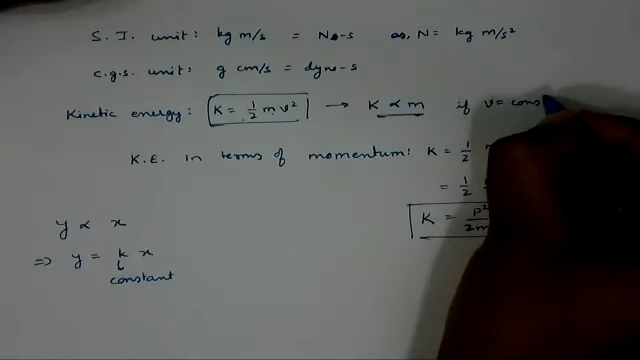 S.I. unit: kg m/s = N-s as, N = kg m/s²
c.g.s. unit: g cm/s = dyne-s
Kinetic energy: K = 1/2 m v² → K ∝ m if v = cons
K.E. in terms of momentum: K = 1/2
= 1/2
K = P²/2m
y ∝ x
⇒ y = k x
constant